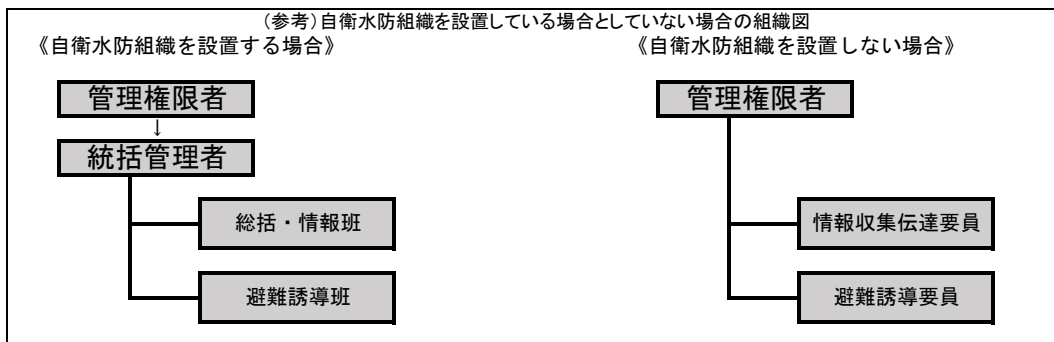 （参考）自衛水防組織を設置している場合としていない場合の組織図
《自衛水防組織を設置する場合》
《自衛水防組織を設置しない場合》
管理権限者
↓
統括管理者
総括・情報班
避難誘導班
管理権限者
情報収集伝達要員
避難誘導要員